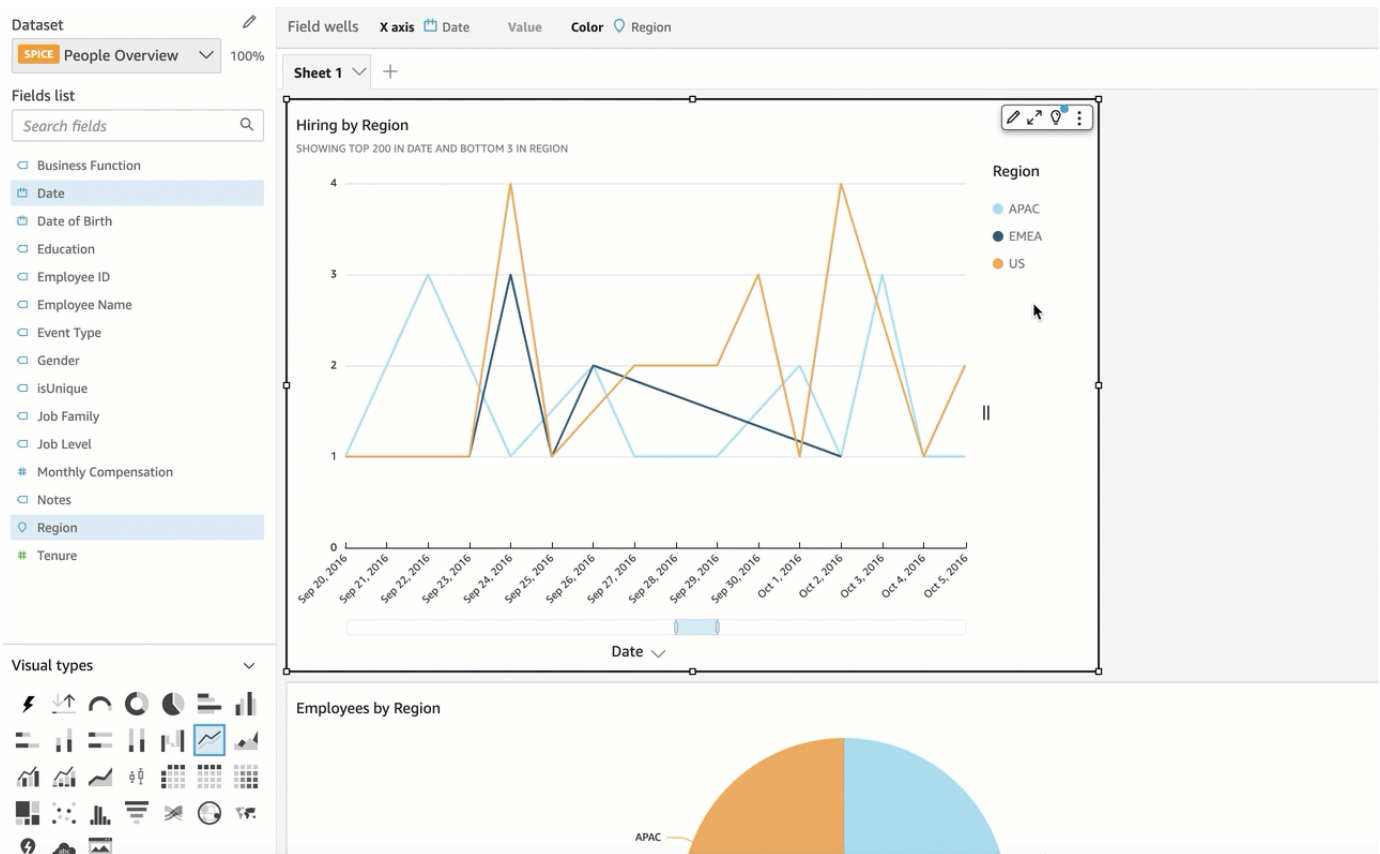 Dataset
SPICE People Overview 100%
Fields list
Search fields
Business Function
Date
Date of Birth
Education
Employee ID
Employee Name
Event Type
Gender
isUnique
Job Family
Job Level
Monthly Compensation
Notes
Region
Tenure
Visual types
abc
Field wells X axis Date Value Color Region
Sheet 1
Hiring by Region
SHOWING TOP 200 IN DATE AND BOTTOM 3 IN REGION
4
3
2
1
0
Sep 20, 2016
Sep 21, 2016
Sep 22, 2016
Sep 23, 2016
Sep 24, 2016
Sep 25, 2016
Sep 26, 2016
Sep 27, 2016
Sep 28, 2016
Sep 29, 2016
Sep 30, 2016
Oct 1, 2016
Oct 2, 2016
Oct 3, 2016
Oct 4, 2016
Oct 5, 2016
Date
Region
APAC
EMEA
US
Employees by Region
APAC